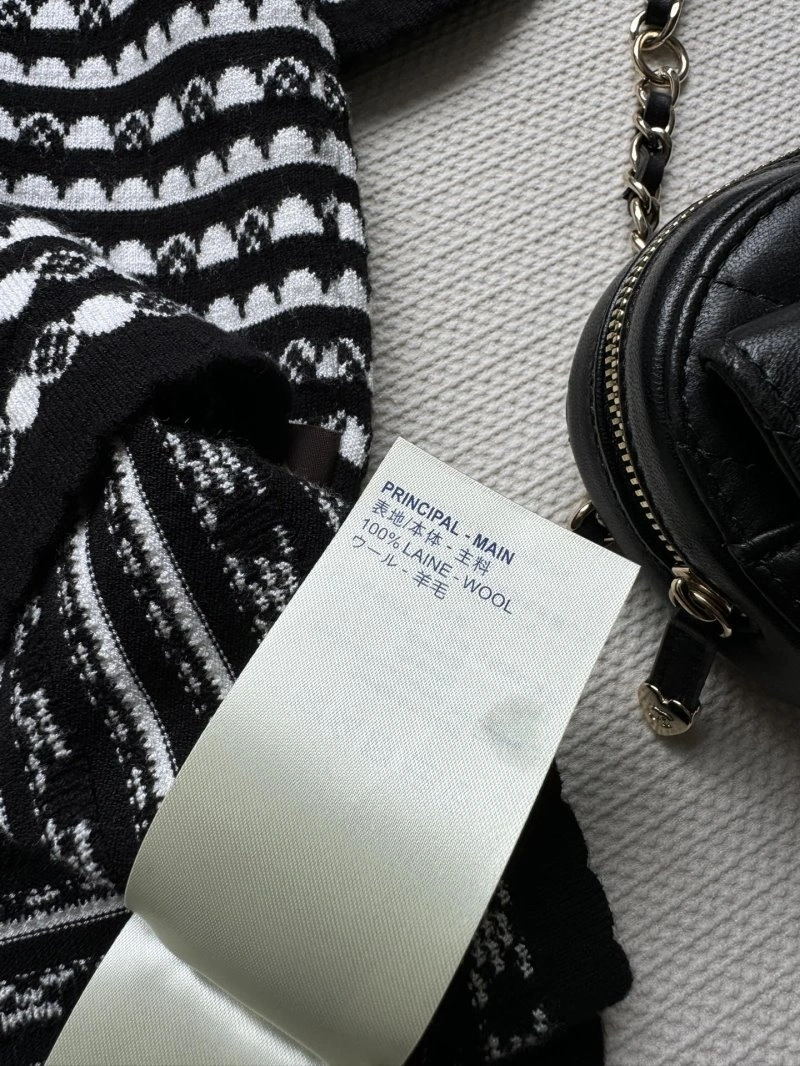 PRINCIPAL - MAIN
表地/本体 - 主料
100% LAINE - WOOL
ウール - 羊毛